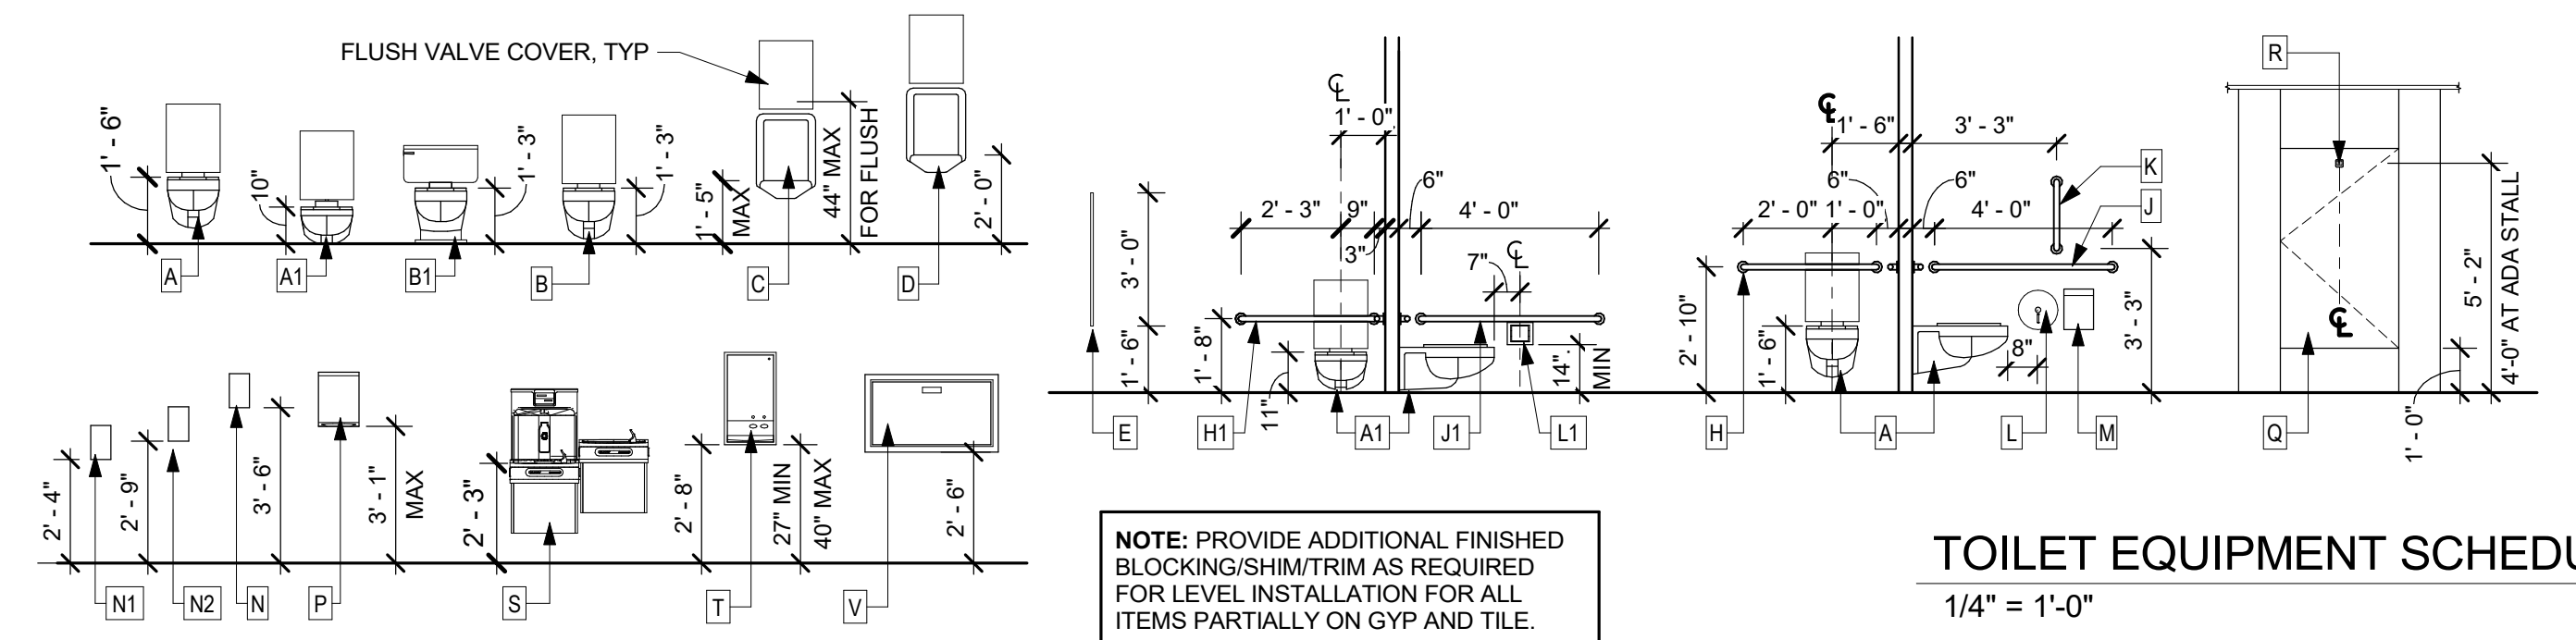 FLUSH VALVE COVER, TYP
1' - 6"
10"
1' - 3"
1' - 3"
1' - 5"
MAX
44" MAX
FOR FLUSH
2' - 0"
A
A1
B1
B
C
D
2' - 4"
2' - 9"
3' - 6"
3' - 1"
MAX
2' - 3"
2' - 8"
27" MIN
40" MAX
2' - 6"
N1
N2
N
P
S
T
V
3' - 0"
1' - 6"
E
℄
1' - 0"
2' - 3"
9"
3"
6"
4' - 0"
7"
℄
1' - 8"
11"
14".
MIN
H1
A1
J1
L1
℄
1' - 6"
3' - 3"
6"
6"
2' - 0"
1' - 0"
4' - 0"
K
J
2' - 10"
1' - 6"
8"
3' - 3"
H
A
L
M
R
℄
5' - 2"
4'-0" AT ADA STALL
1' - 0"
Q
NOTE: PROVIDE ADDITIONAL FINISHED
BLOCKING/SHIM/TRIM AS REQUIRED
FOR LEVEL INSTALLATION FOR ALL
ITEMS PARTIALLY ON GYP AND TILE.
TOILET EQUIPMENT SCHEDU
1/4" = 1'-0"